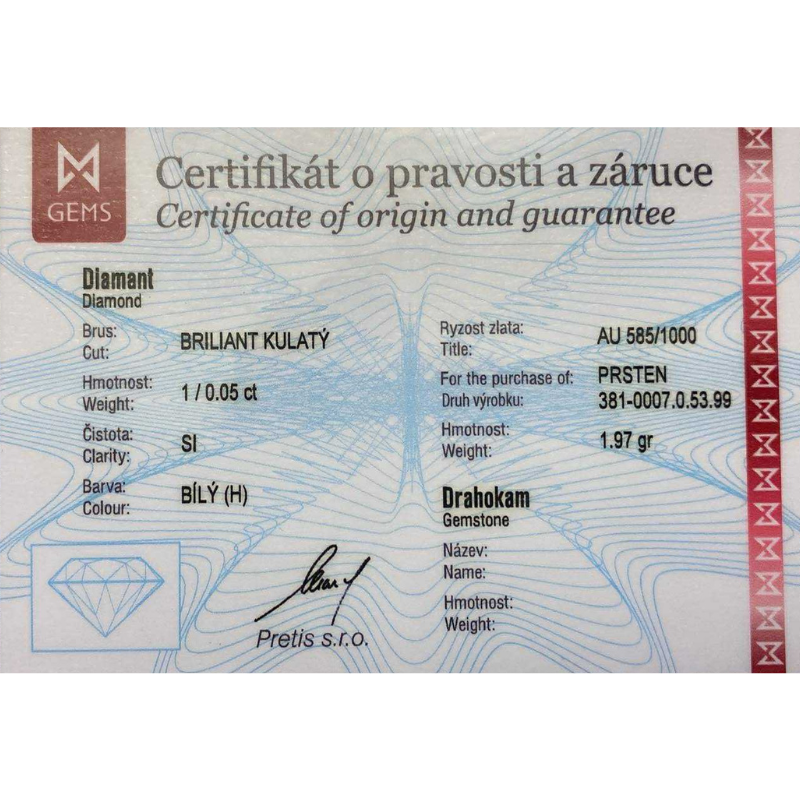 GEMS
Certifikát o pravosti a záruce
Certificate of origin and guarantee
Diamant
Diamond
Brus:
Cut:
BRILIANT KULATÝ
Hmotnost:
Weight:
1 / 0.05 ct
Čistota:
Clarity:
SI
Barva:
Colour:
BÍLÝ (H)
Ryzost zlata:
Title:
AU 585/1000
For the purchase of:
Druh výrobku:
PRSTEN
381-0007.0.53.99
Hmotnost:
Weight:
1.97 gr
Drahokam
Gemstone
Název:
Name:
Hmotnost:
Weight:
Pretis s.r.o.